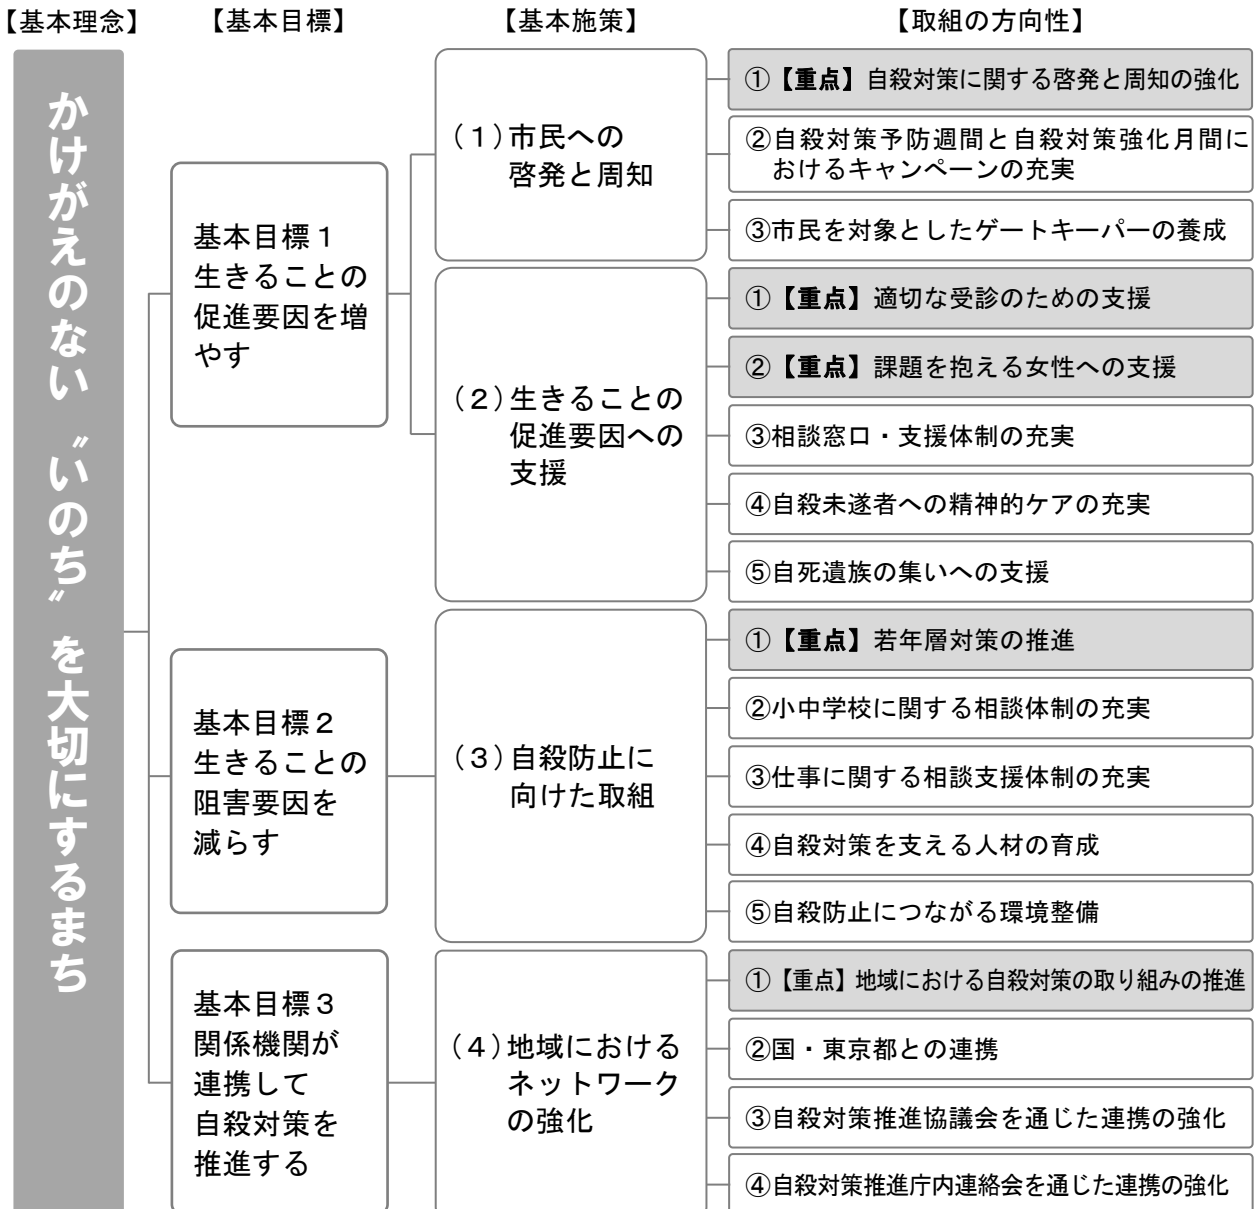 【基本理念】
【基本目標】
【基本施策】
【取組の方向性】
かけがえのない〝いのち〟を大切にするまち
基本目標１
生きることの
促進要因を増
やす
（１）市民への
啓発と周知
①【重点】自殺対策に関する啓発と周知の強化
②自殺対策予防週間と自殺対策強化月間に
おけるキャンペーンの充実
③市民を対象としたゲートキーパーの養成
（２）生きることの
促進要因への
支援
①【重点】適切な受診のための支援
②【重点】課題を抱える女性への支援
③相談窓口・支援体制の充実
④自殺未遂者への精神的ケアの充実
⑤自死遺族の集いへの支援
基本目標２
生きることの
阻害要因を
減らす
（３）自殺防止に
向けた取組
①【重点】若年層対策の推進
②小中学校に関する相談体制の充実
③仕事に関する相談支援体制の充実
④自殺対策を支える人材の育成
⑤自殺防止につながる環境整備
基本目標３
関係機関が
連携して
自殺対策を
推進する
（４）地域における
ネットワーク
の強化
①【重点】地域における自殺対策の取り組みの推進
②国・東京都との連携
③自殺対策推進協議会を通じた連携の強化
④自殺対策推進庁内連絡会を通じた連携の強化